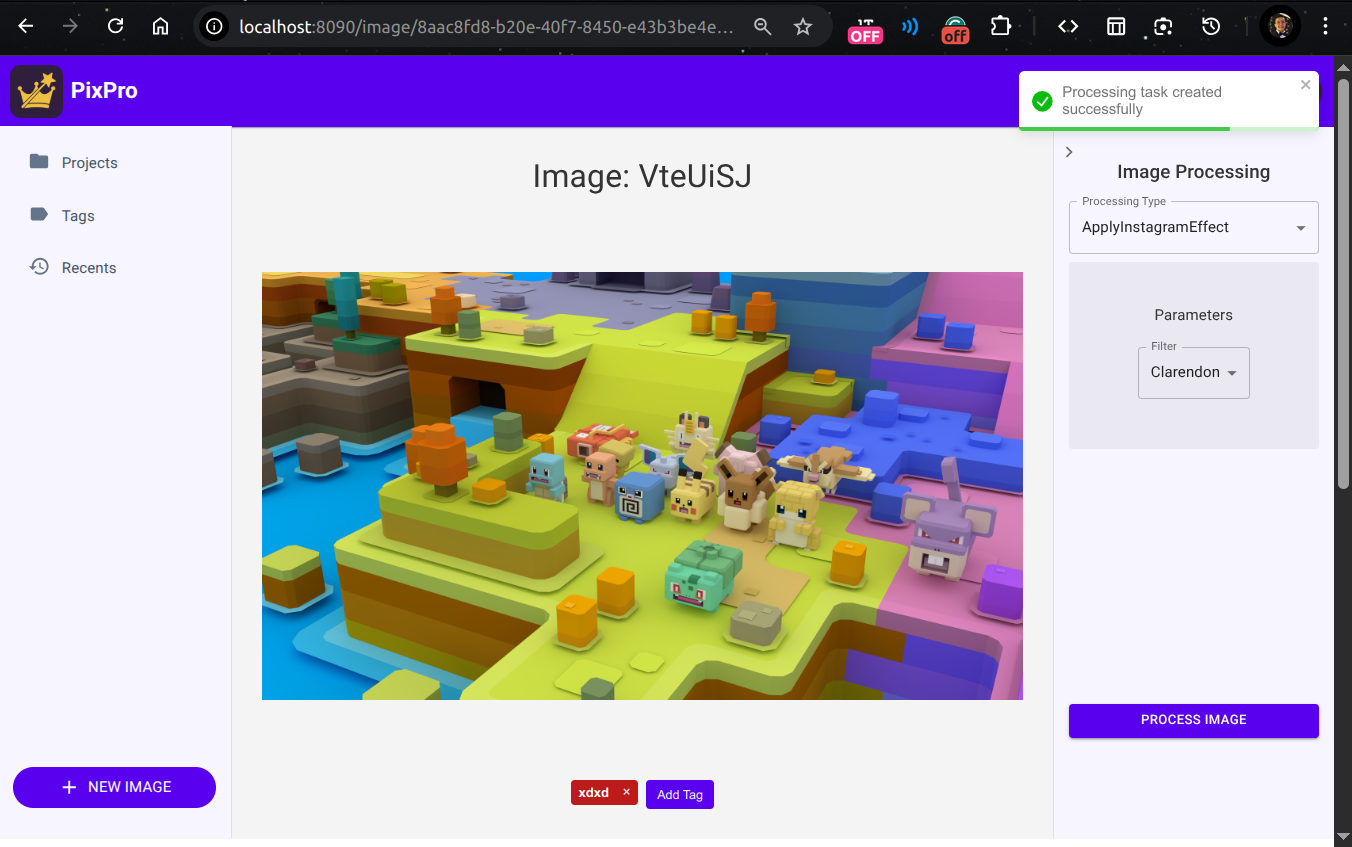 localhost:8090/image/8aac8fd8-b20e-40f7-8450-e43b3be4e...
OFF
off
PixPro
Processing task created
successfully
Projects
Tags
Recents
NEW IMAGE
Image: VteUiSJ
xdxd ×
Add Tag
Image Processing
Processing Type
ApplyInstagramEffect
Parameters
Filter
Clarendon
PROCESS IMAGE